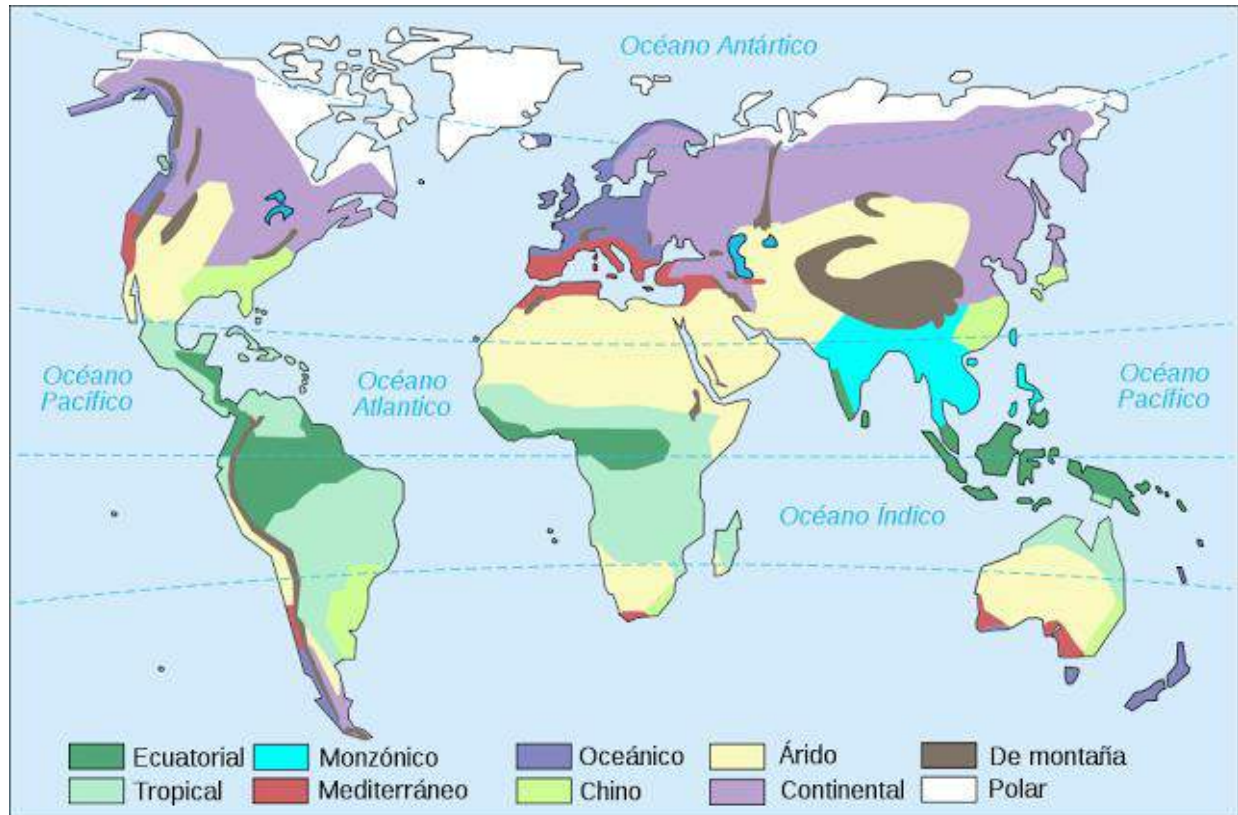 Océano Antártico
Océano
Pacífico
Océano
Atlantico
Océano
Pacífico
Océano Índico
Ecuatorial
Monzónico
Oceánico
Árido
De montaña
Tropical
Mediterráneo
Chino
Continental
Polar